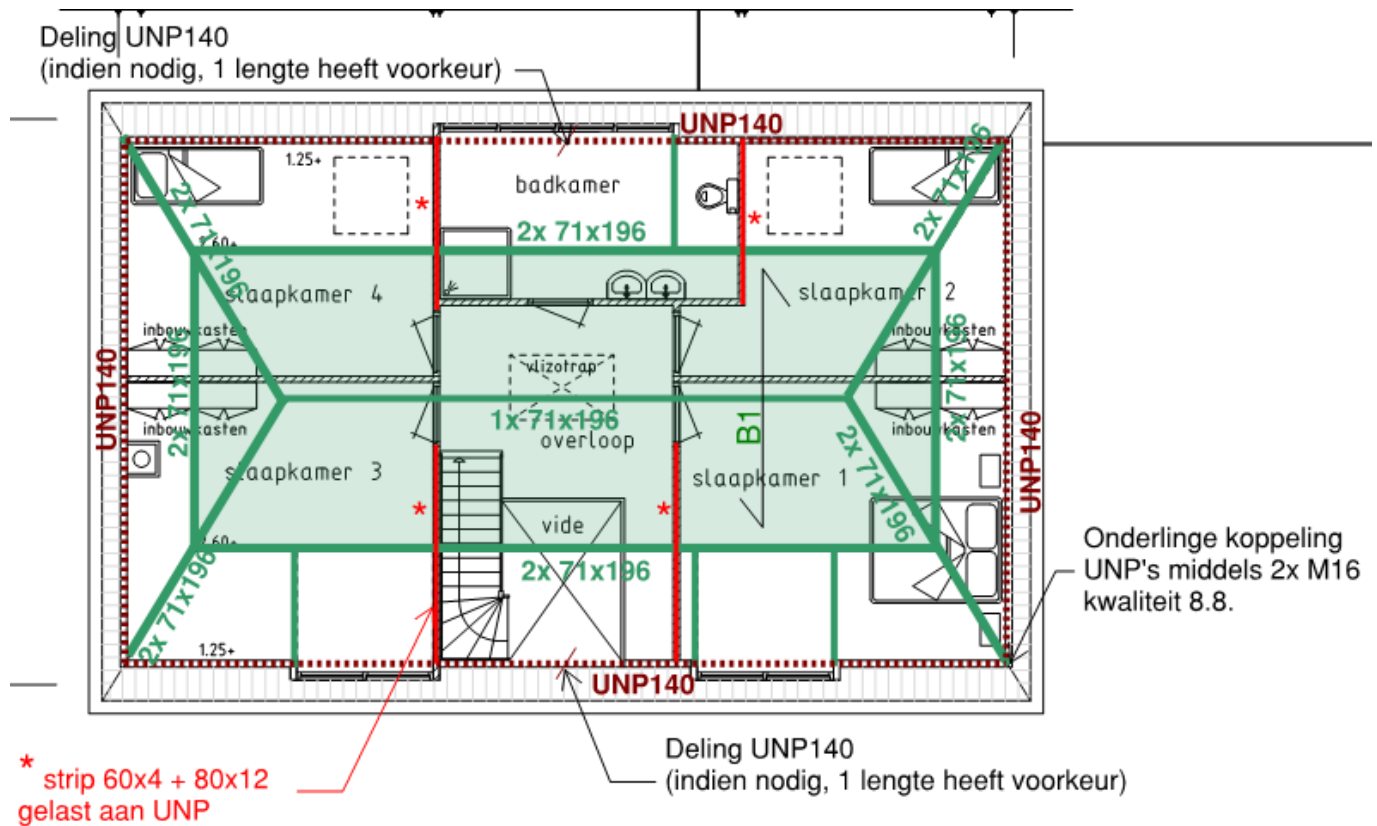 Deling UNP140
(indien nodig, 1 lengte heeft voorkeur)
UNP140
1.25+
badkamer
*
*
2x 71x196
2x 71x196
2x 71x196
slaapkamer 4
slaapkamer 2
inbouwkasten
inbouwkasten
vlizotrap
UNP140
2x 71x196
1x 71x196
2x 71x196
B1
overloop
inbouwkasten
inbouwkasten
slaapkamer 3
slaapkamer 1
2x 71x196
UNP140
*
*
vide
2.60+
2x 71x196
2x 71x196
1.25+
UNP140
Onderlinge koppeling
UNP's middels 2x M16
kwaliteit 8.8.
* strip 60x4 + 80x12
gelast aan UNP
Deling UNP140
(indien nodig, 1 lengte heeft voorkeur)